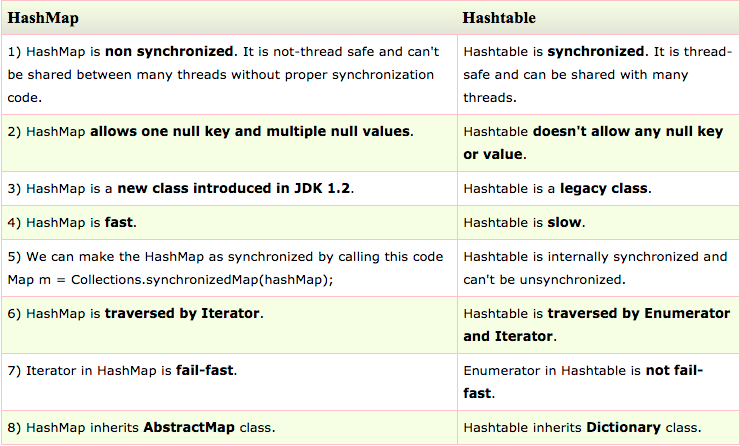 HashMap Hashtable
1) HashMap is non synchronized. It is not-thread safe and can't
be shared between many threads without proper synchronization
code.
Hashtable is synchronized. It is thread-
safe and can be shared with many
threads.
2) HashMap allows one null key and multiple null values.
Hashtable doesn't allow any null key
or value.
3) HashMap is a new class introduced in JDK 1.2.
Hashtable is a legacy class.
4) HashMap is fast.
Hashtable is slow.
5) We can make the HashMap as synchronized by calling this code
Map m = Collections.synchronizedMap(hashMap);
Hashtable is internally synchronized and
can't be unsynchronized.
6) HashMap is traversed by Iterator.
Hashtable is traversed by Enumerator
and Iterator.
7) Iterator in HashMap is fail-fast.
Enumerator in Hashtable is not fail-
fast.
8) HashMap inherits AbstractMap class.
Hashtable inherits Dictionary class.